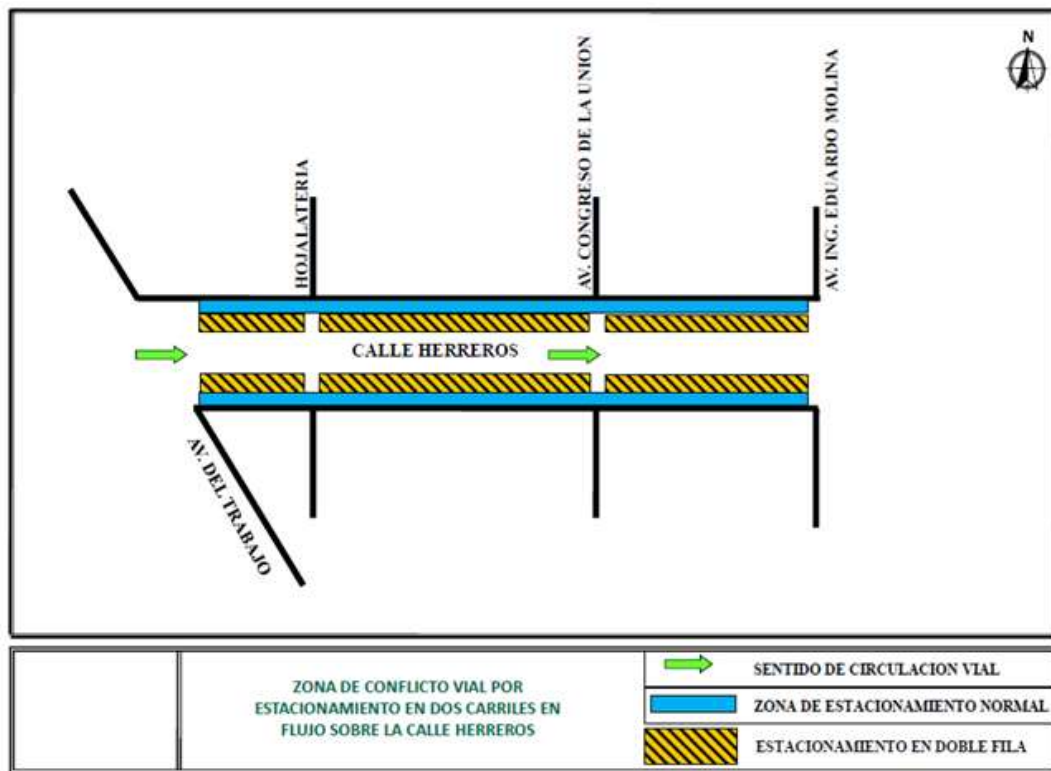 N
HOJALATERIA
AV. CONGRESO DE LA UNION
AV. ING. EDUARDO MOLINA
CALLE HERREROS
AV. DEL TRABAJO
ZONA DE CONFLICTO VIAL POR
ESTACIONAMIENTO EN DOS CARRILES EN
FLUJO SOBRE LA CALLE HERREROS
SENTIDO DE CIRCULACION VIAL
ZONA DE ESTACIONAMIENTO NORMAL
ESTACIONAMIENTO EN DOBLE FILA